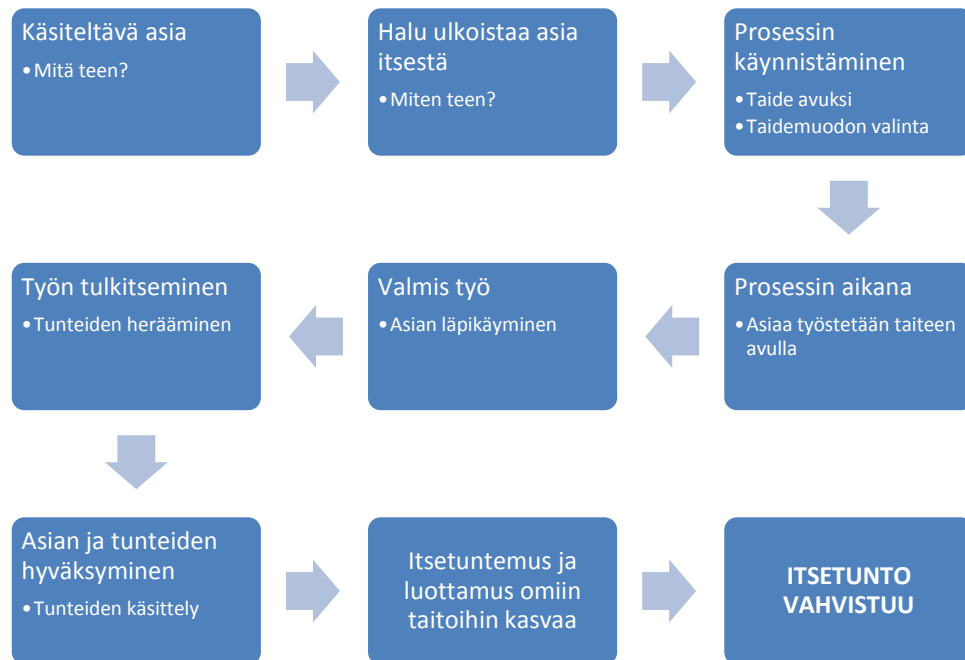 Käsiteltävä asia
• Mitä teen?
Halu ulkoistaa asia
itsestä
• Miten teen?
Prosessin
käynnistäminen
• Taide avuksi
• Taidemuodon valinta
Prosessin aikana
• Asiaa työstetään taiteen
avulla
Valmis työ
• Asian läpikäyminen
Työn tulkitseminen
• Tunteiden herääminen
Asian ja tunteiden
hyväksyminen
• Tunteiden käsittely
Itsetuntemus ja
luottamus omiin
taitoihin kasvaa
ITSETUNTO
VAHVISTUU